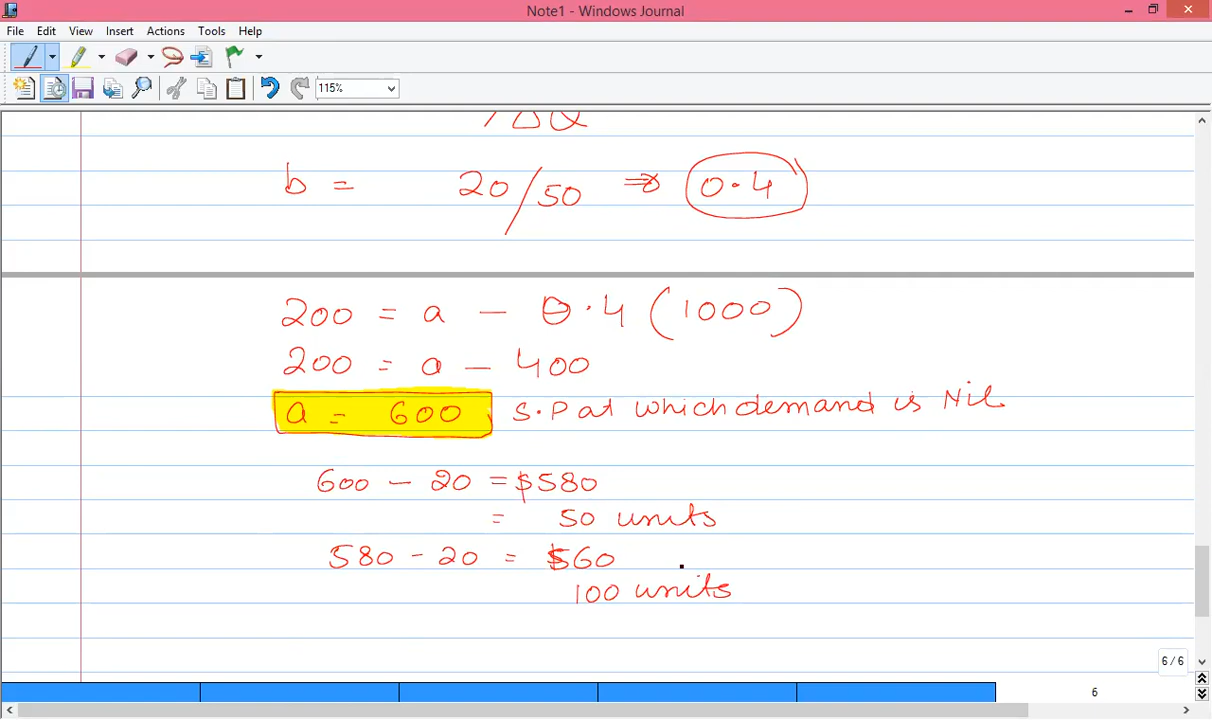 Note1 - Windows Journal
File Edit View Insert Actions Tools Help
115%
/ΔQ
b = 20/50 ⇒ 0.4
200 = a - 0.4 (1000)
200 = a - 400
a = 600 S.P at which demand is Nil
600 - 20 = $580
= 50 units
580 - 20 = $60
100 units
6/6
6